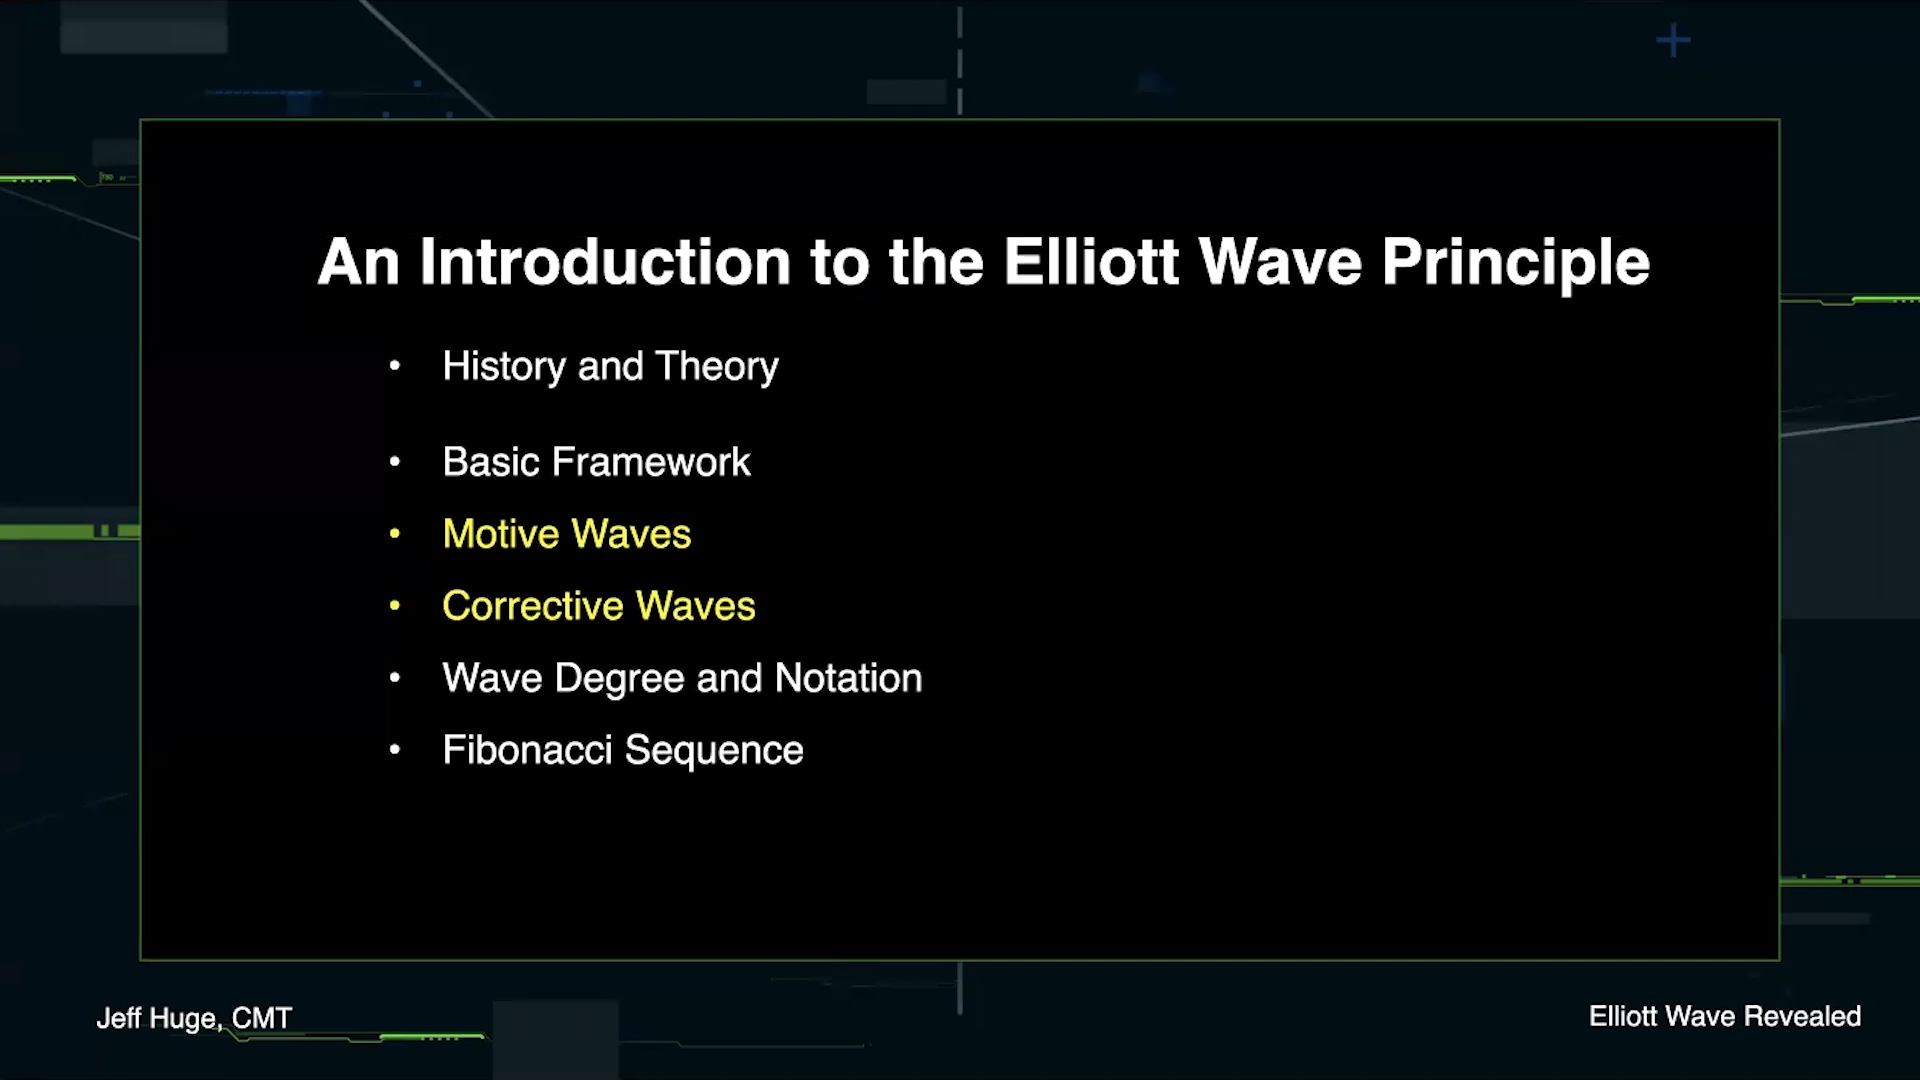 An Introduction to the Elliott Wave Principle
• History and Theory
• Basic Framework
• Motive Waves
• Corrective Waves
• Wave Degree and Notation
• Fibonacci Sequence
Jeff Huge, CMT
Elliott Wave Revealed